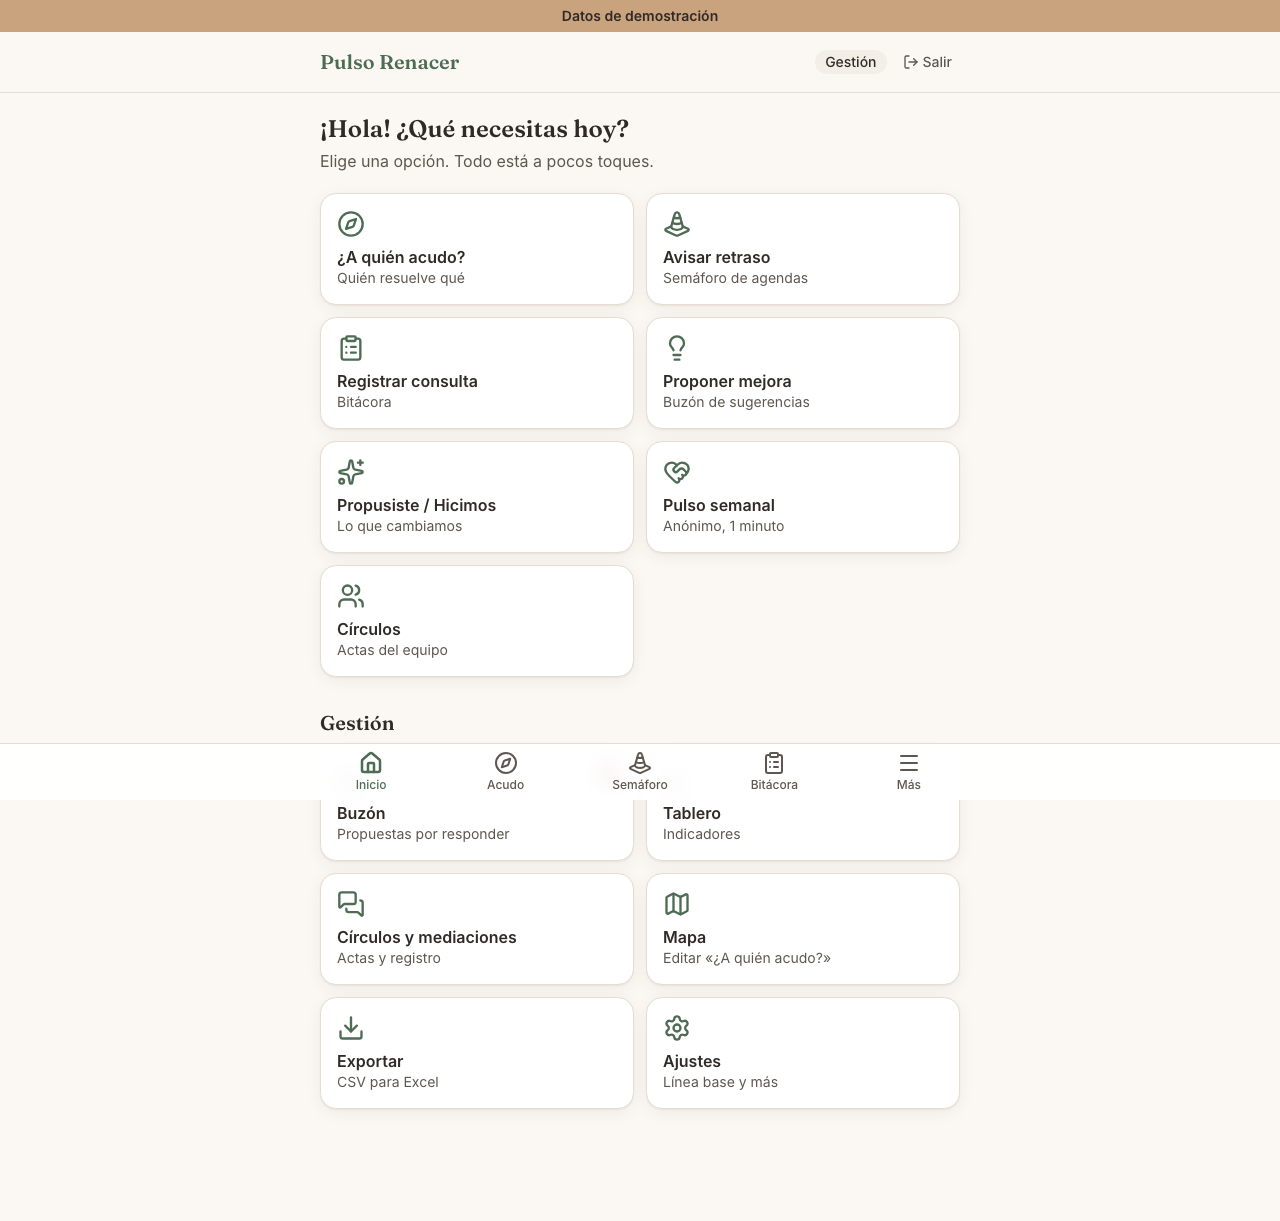 Datos de demostración
Pulso Renacer
Gestión
Salir
¡Hola! ¿Qué necesitas hoy?
Elige una opción. Todo está a pocos toques.
¿A quién acudo?
Quién resuelve qué
Avisar retraso
Semáforo de agendas
Registrar consulta
Bitácora
Proponer mejora
Buzón de sugerencias
Propusiste / Hicimos
Lo que cambiamos
Pulso semanal
Anónimo, 1 minuto
Círculos
Actas del equipo
Gestión
Inicio
Acudo
Semáforo
Bitácora
Más
Buzón
Propuestas por responder
Tablero
Indicadores
Círculos y mediaciones
Actas y registro
Mapa
Editar «¿A quién acudo?»
Exportar
CSV para Excel
Ajustes
Línea base y más